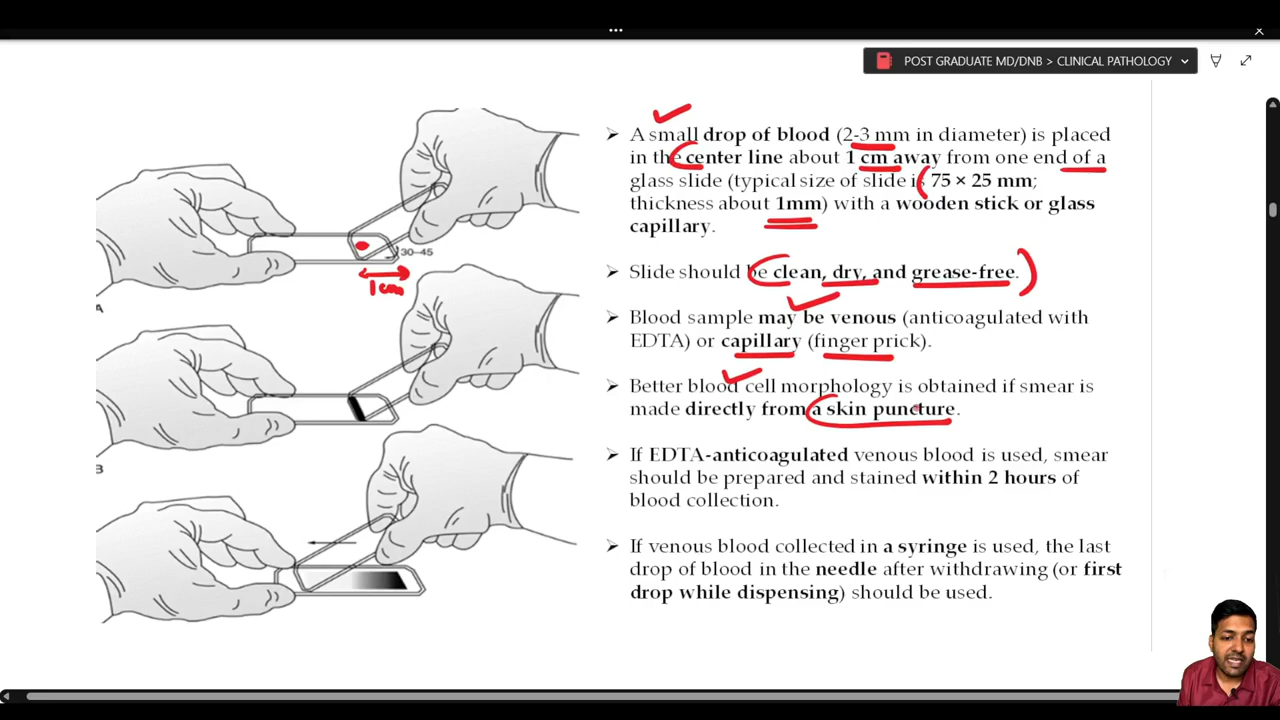 POST GRADUATE MD/DNB > CLINICAL PATHOLOGY
A small drop of blood (2-3 mm in diameter) is placed
in the center line about 1 cm away from one end of a
glass slide (typical size of slide is 75 × 25 mm;
thickness about 1mm) with a wooden stick or glass
capillary.
Slide should be clean, dry, and grease-free.
Blood sample may be venous (anticoagulated with
EDTA) or capillary (finger prick).
Better blood cell morphology is obtained if smear is
made directly from a skin puncture.
If EDTA-anticoagulated venous blood is used, smear
should be prepared and stained within 2 hours of
blood collection.
If venous blood collected in a syringe is used, the last
drop of blood in the needle after withdrawing (or first
drop while dispensing) should be used.
30–45
1cm
A
B